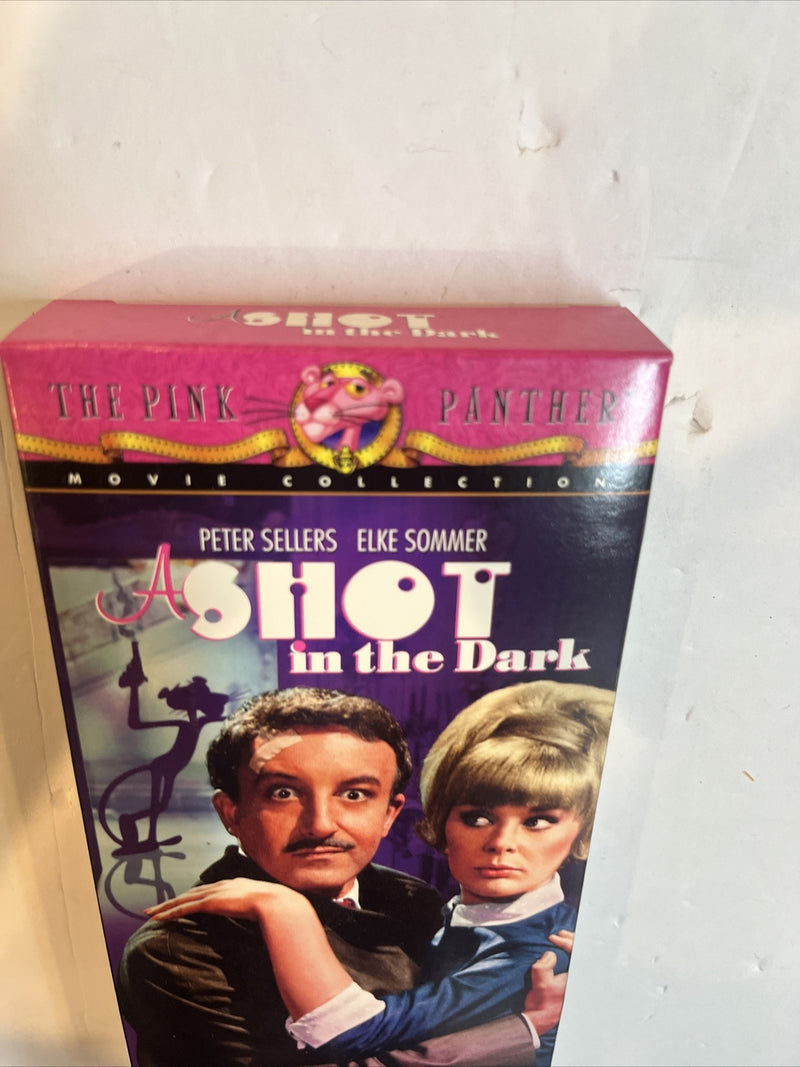 A SHOT
in the Dark
THE PINK PANTHER
MOVIE COLLECTION
PETER SELLERS ELKE SOMMER
A SHOT
in the Dark